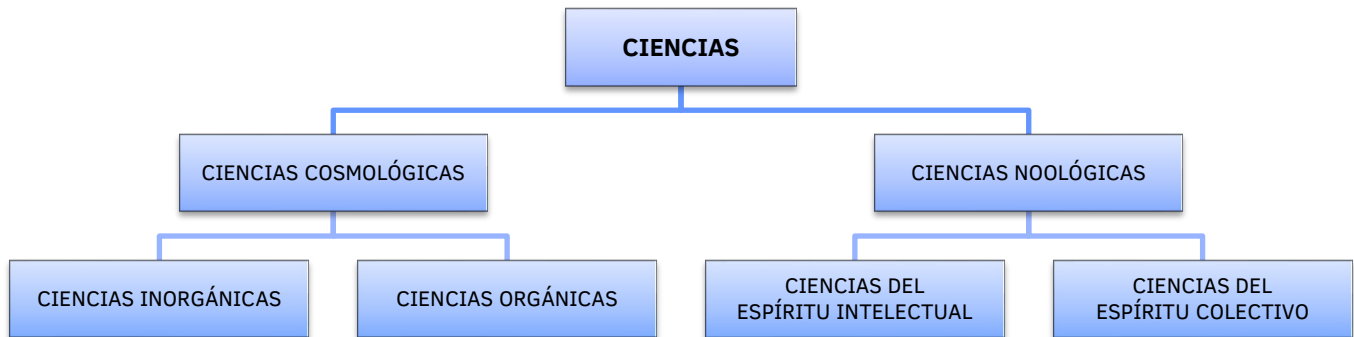 CIENCIAS
CIENCIAS COSMOLÓGICAS
CIENCIAS NOOLÓGICAS
CIENCIAS INORGÁNICAS
CIENCIAS ORGÁNICAS
CIENCIAS DEL
ESPÍRITU INTELECTUAL
CIENCIAS DEL
ESPÍRITU COLECTIVO